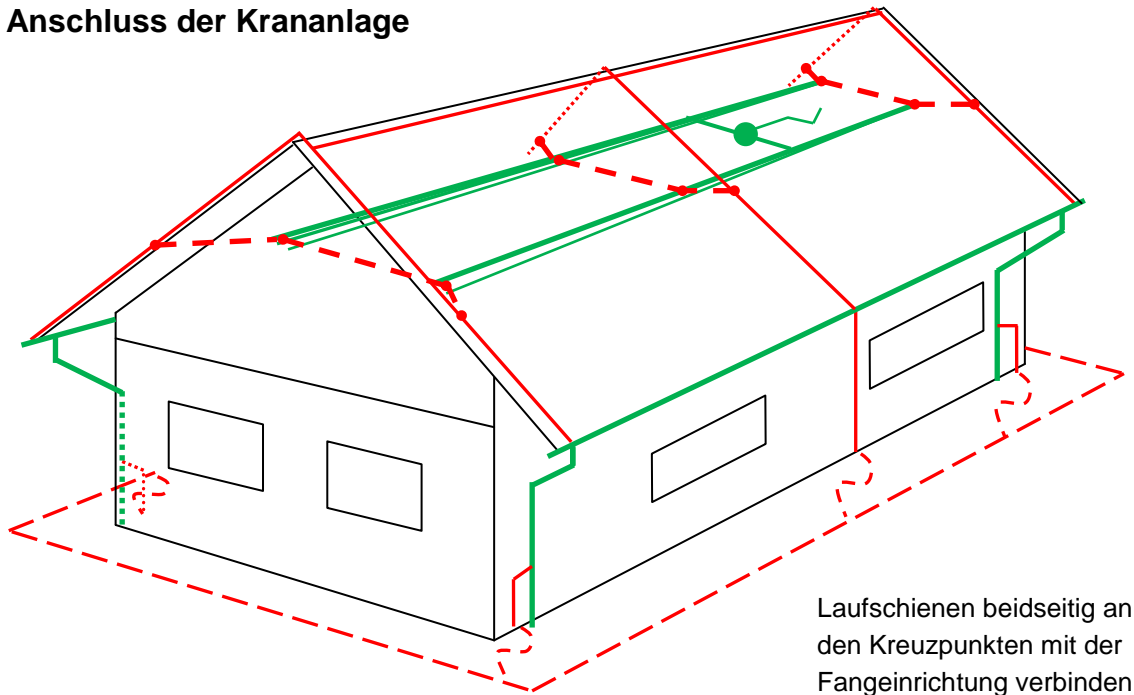 Anschluss der Krananlage
Laufschienen beidseitig an
den Kreuzpunkten mit der
Fangeinrichtung verbinden